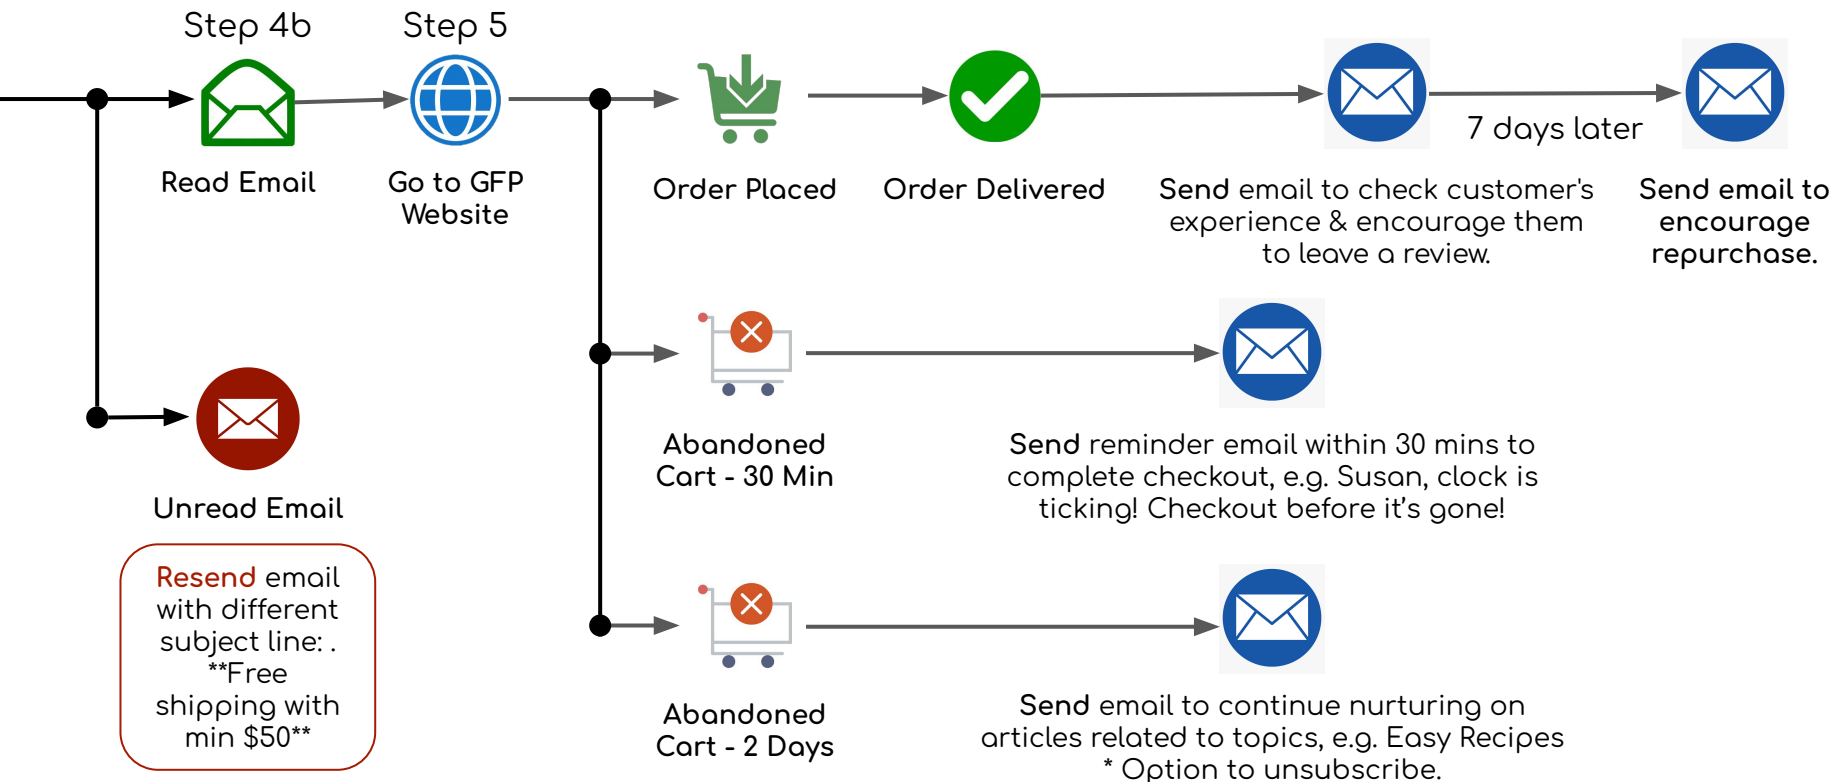 Step 4b
Step 5
Read Email
Go to GFP
Website
Order Placed
Order Delivered
Send email to check customer's
experience & encourage them
to leave a review.
7 days later
Send email to
encourage
repurchase.
Unread Email
Resend email
with different
subject line: .
**Free
shipping with
min $50**
Abandoned
Cart - 30 Min
Send reminder email within 30 mins to
complete checkout, e.g. Susan, clock is
ticking! Checkout before it’s gone!
Abandoned
Cart - 2 Days
Send email to continue nurturing on
articles related to topics, e.g. Easy Recipes
* Option to unsubscribe.